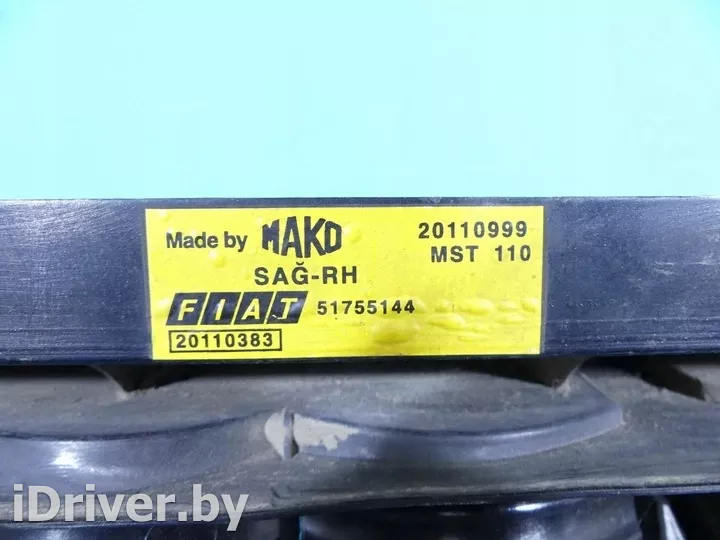 Made by MAKO 20110999
SAĞ-RH MST 110
FIAT 51755144
20110383
iDriver.by